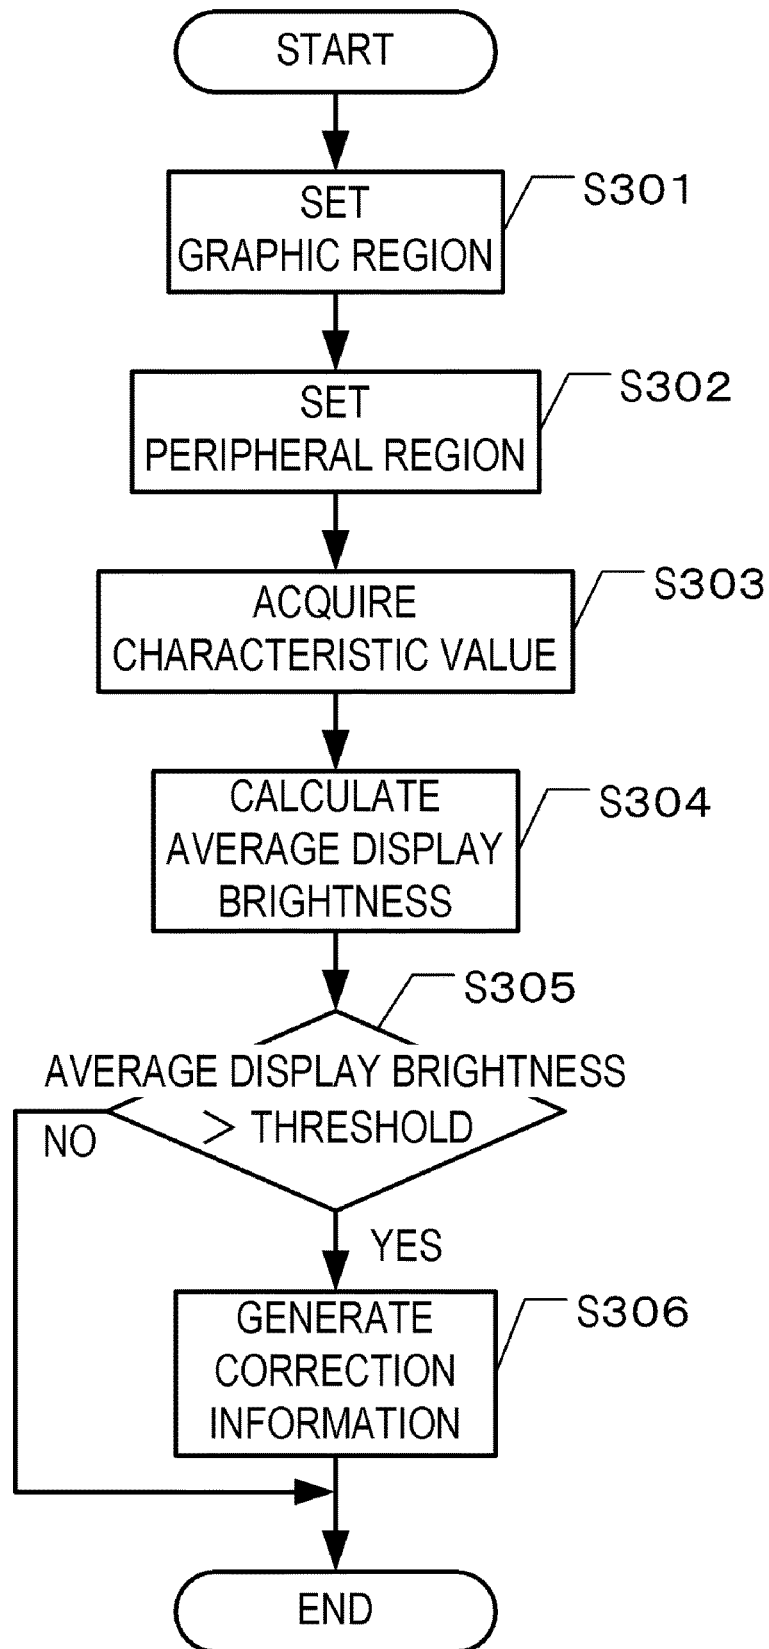 START
SET
GRAPHIC REGION
S301
SET
PERIPHERAL REGION
S302
ACQUIRE
CHARACTERISTIC VALUE
S303
CALCULATE
AVERAGE DISPLAY
BRIGHTNESS
S304
S305
AVERAGE DISPLAY BRIGHTNESS
> THRESHOLD
NO
YES
GENERATE
CORRECTION
INFORMATION
S306
END